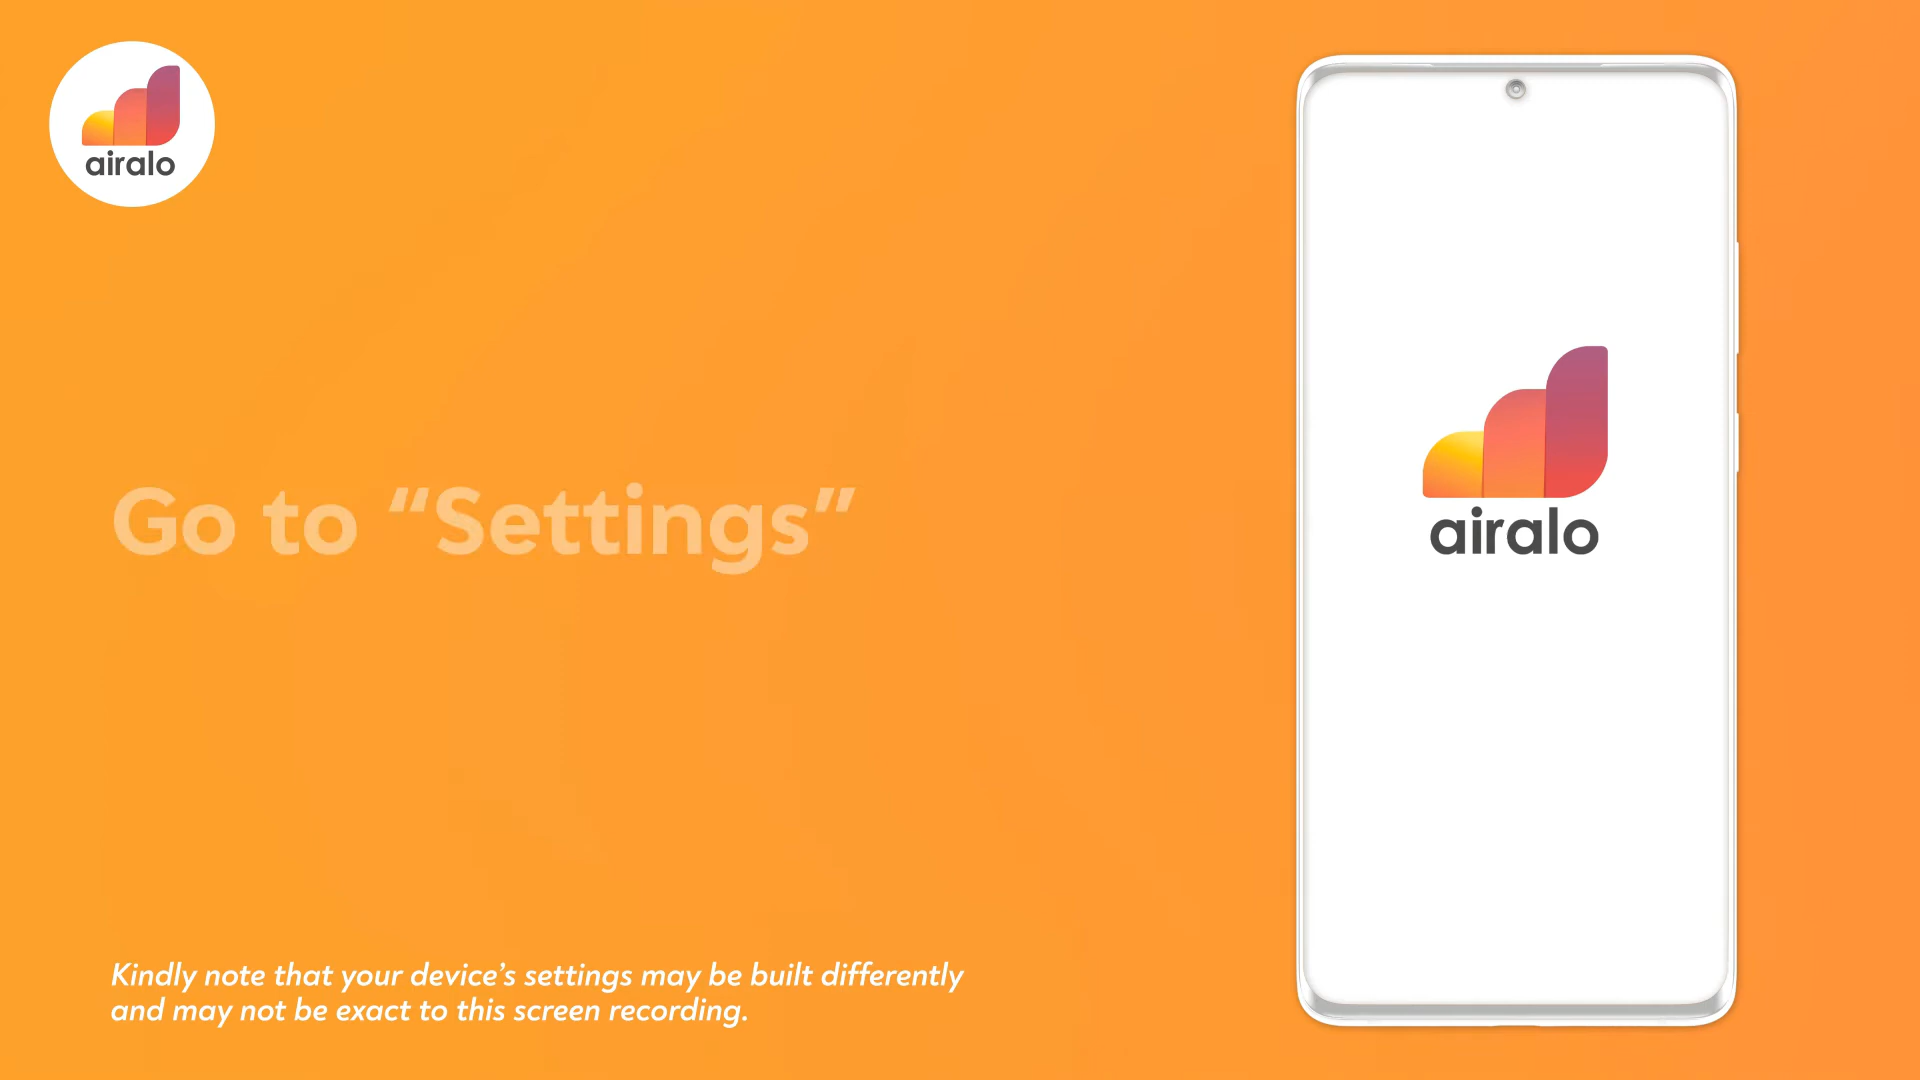 airalo
Go to “Settings”
airalo
Kindly note that your device’s settings may be built differently
and may not be exact to this screen recording.